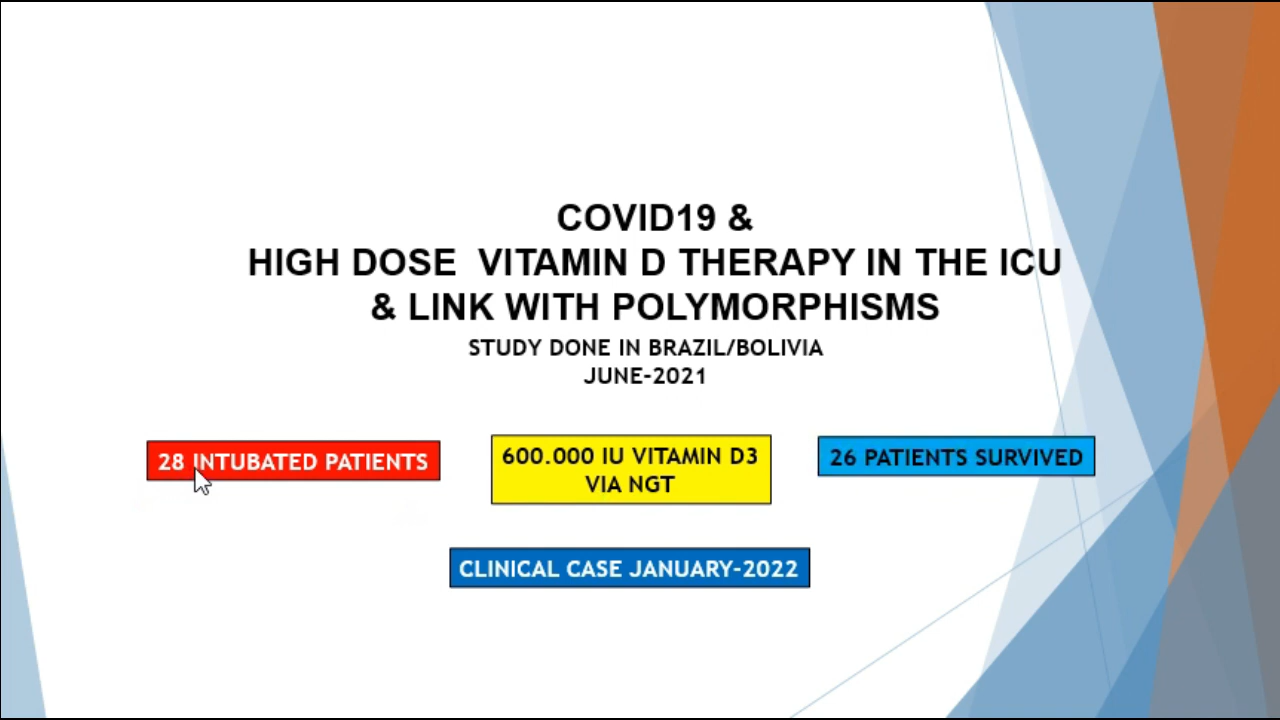 COVID19 &
HIGH DOSE  VITAMIN D THERAPY IN THE ICU
& LINK WITH POLYMORPHISMS
STUDY DONE IN BRAZIL/BOLIVIA
JUNE-2021
28 INTUBATED PATIENTS
600.000 IU VITAMIN D3
VIA NGT
26 PATIENTS SURVIVED
CLINICAL CASE JANUARY-2022